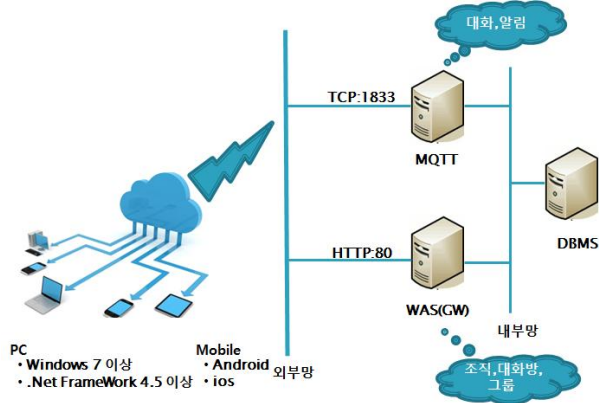 대화,알림
TCP:1833
MQTT
DBMS
HTTP:80
WAS(GW)
내부망
외부망
조직,대화방,
그룹
PC
・Windows 7 이상
・.Net FrameWork 4.5 이상
Mobile
・Android
・ios